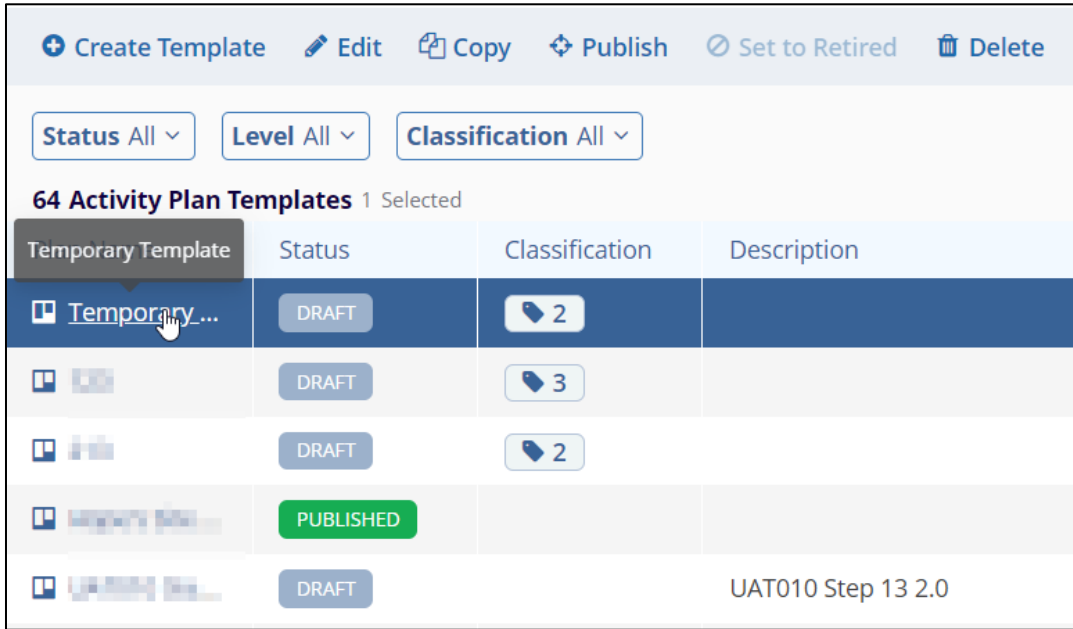 Create Template Edit Copy Publish Set to Retired Delete
Status All Level All Classification All
64 Activity Plan Templates 1 Selected
Temporary Template Status Classification Description
Temporary ... DRAFT 2
DRAFT 3
DRAFT 2
PUBLISHED
DRAFT UAT010 Step 13 2.0